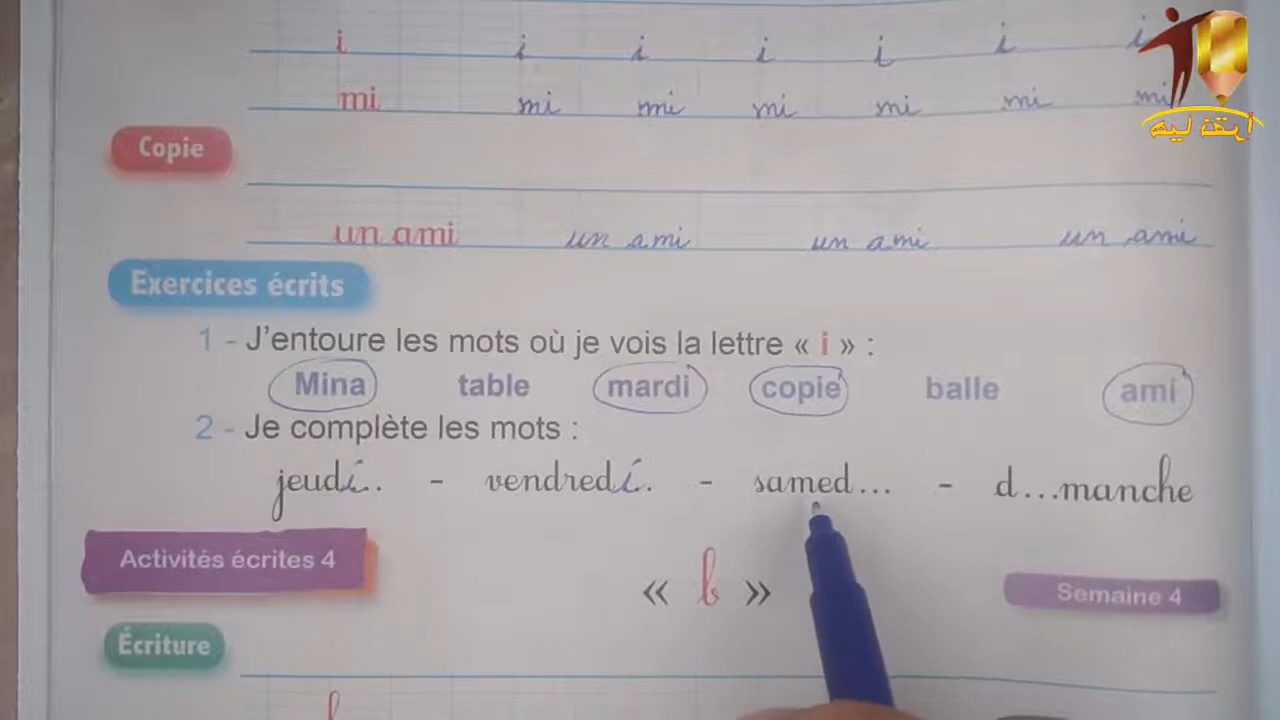 i i i i i i i
mi mi mi mi mi mi mi
أرتقي ليه
Copie
un ami un ami un ami un ami
Exercices écrits
1 - J'entoure les mots où je vois la lettre « i » :
Mina table mardi copie balle ami
2 - Je complète les mots :
jeudi. - vendredi. - samed... - d...manche
Activités écrites 4 « b » Semaine 4
Écriture